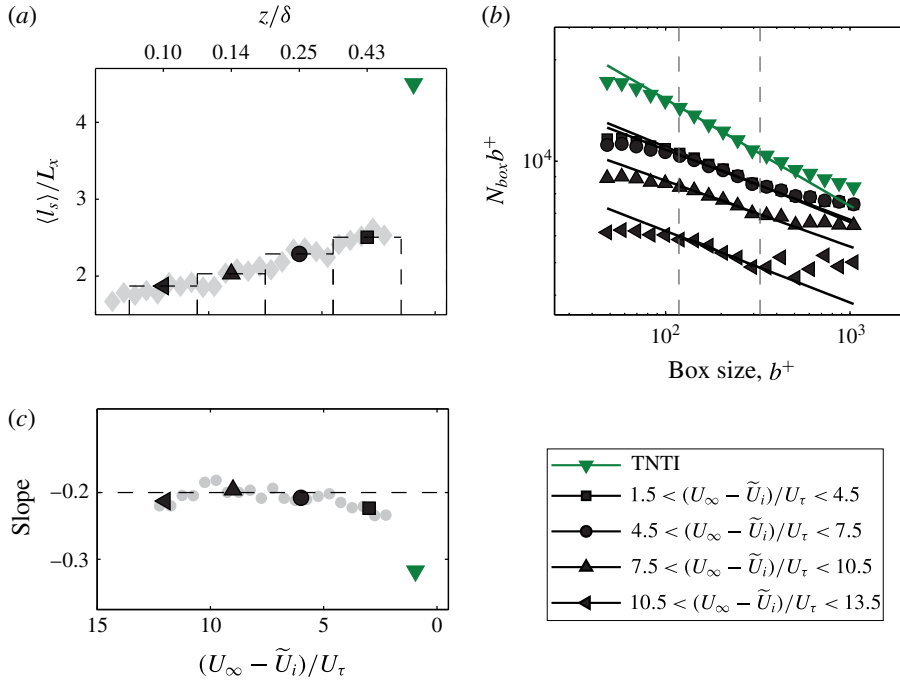 (a)
z/δ
0.10 0.14 0.25 0.43
4
3
2
⟨l_s⟩/L_x
(b)
10^4
N_box b^+
10^2 10^3
Box size, b^+
(c)
−0.2
−0.3
Slope
15 10 5 0
(U_∞ − Ũ_i)/U_τ
TNTI
1.5 < (U_∞ − Ũ_i)/U_τ < 4.5
4.5 < (U_∞ − Ũ_i)/U_τ < 7.5
7.5 < (U_∞ − Ũ_i)/U_τ < 10.5
10.5 < (U_∞ − Ũ_i)/U_τ < 13.5